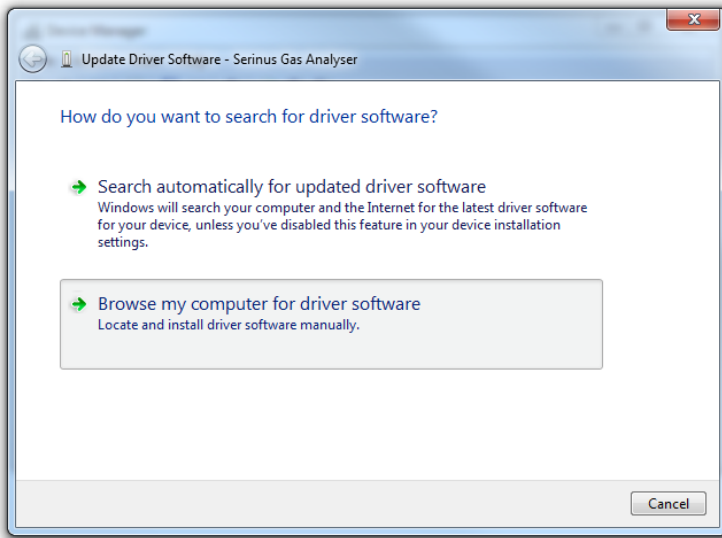 Device Manager
Update Driver Software - Serinus Gas Analyser
How do you want to search for driver software?
Search automatically for updated driver software
Windows will search your computer and the Internet for the latest driver software
for your device, unless you've disabled this feature in your device installation
settings.
Browse my computer for driver software
Locate and install driver software manually.
Cancel